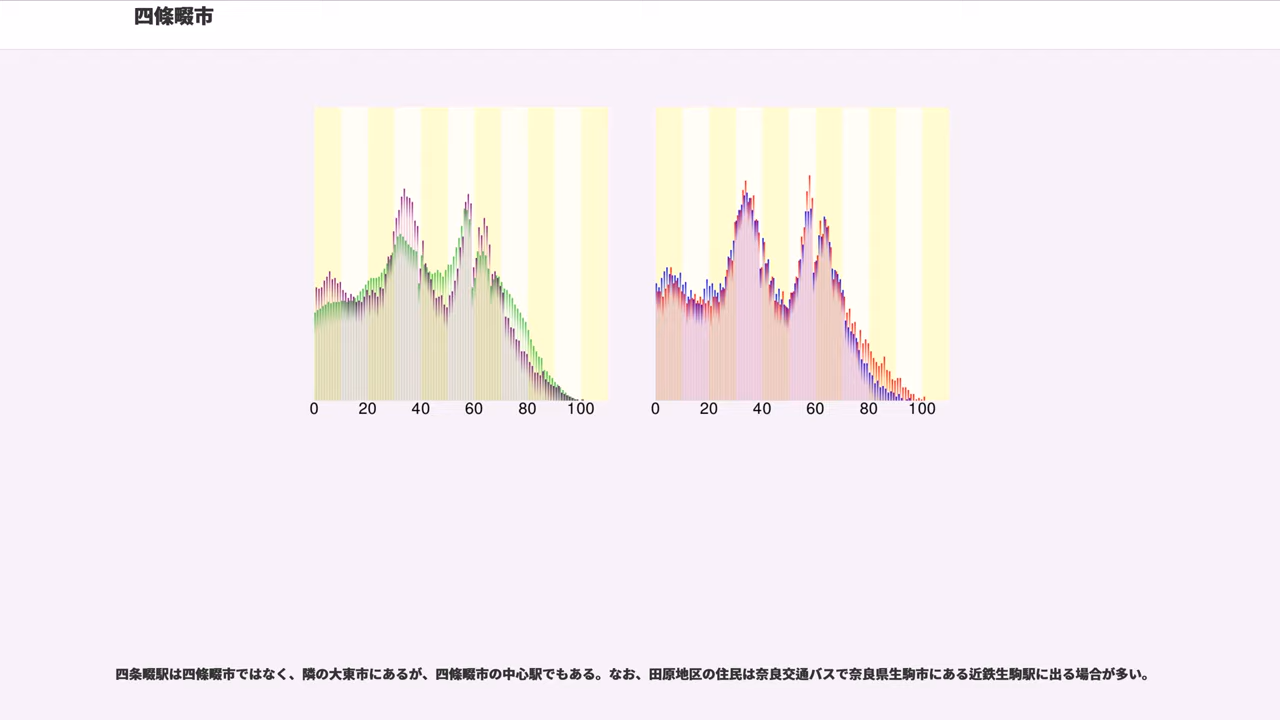 四條畷市
0 20 40 60 80 100
0 20 40 60 80 100
四条畷駅は四條畷市ではなく、隣の大東市にあるが、四條畷市の中心駅でもある。なお、田原地区の住民は奈良交通バスで奈良県生駒市にある近鉄生駒駅に出る場合が多い。